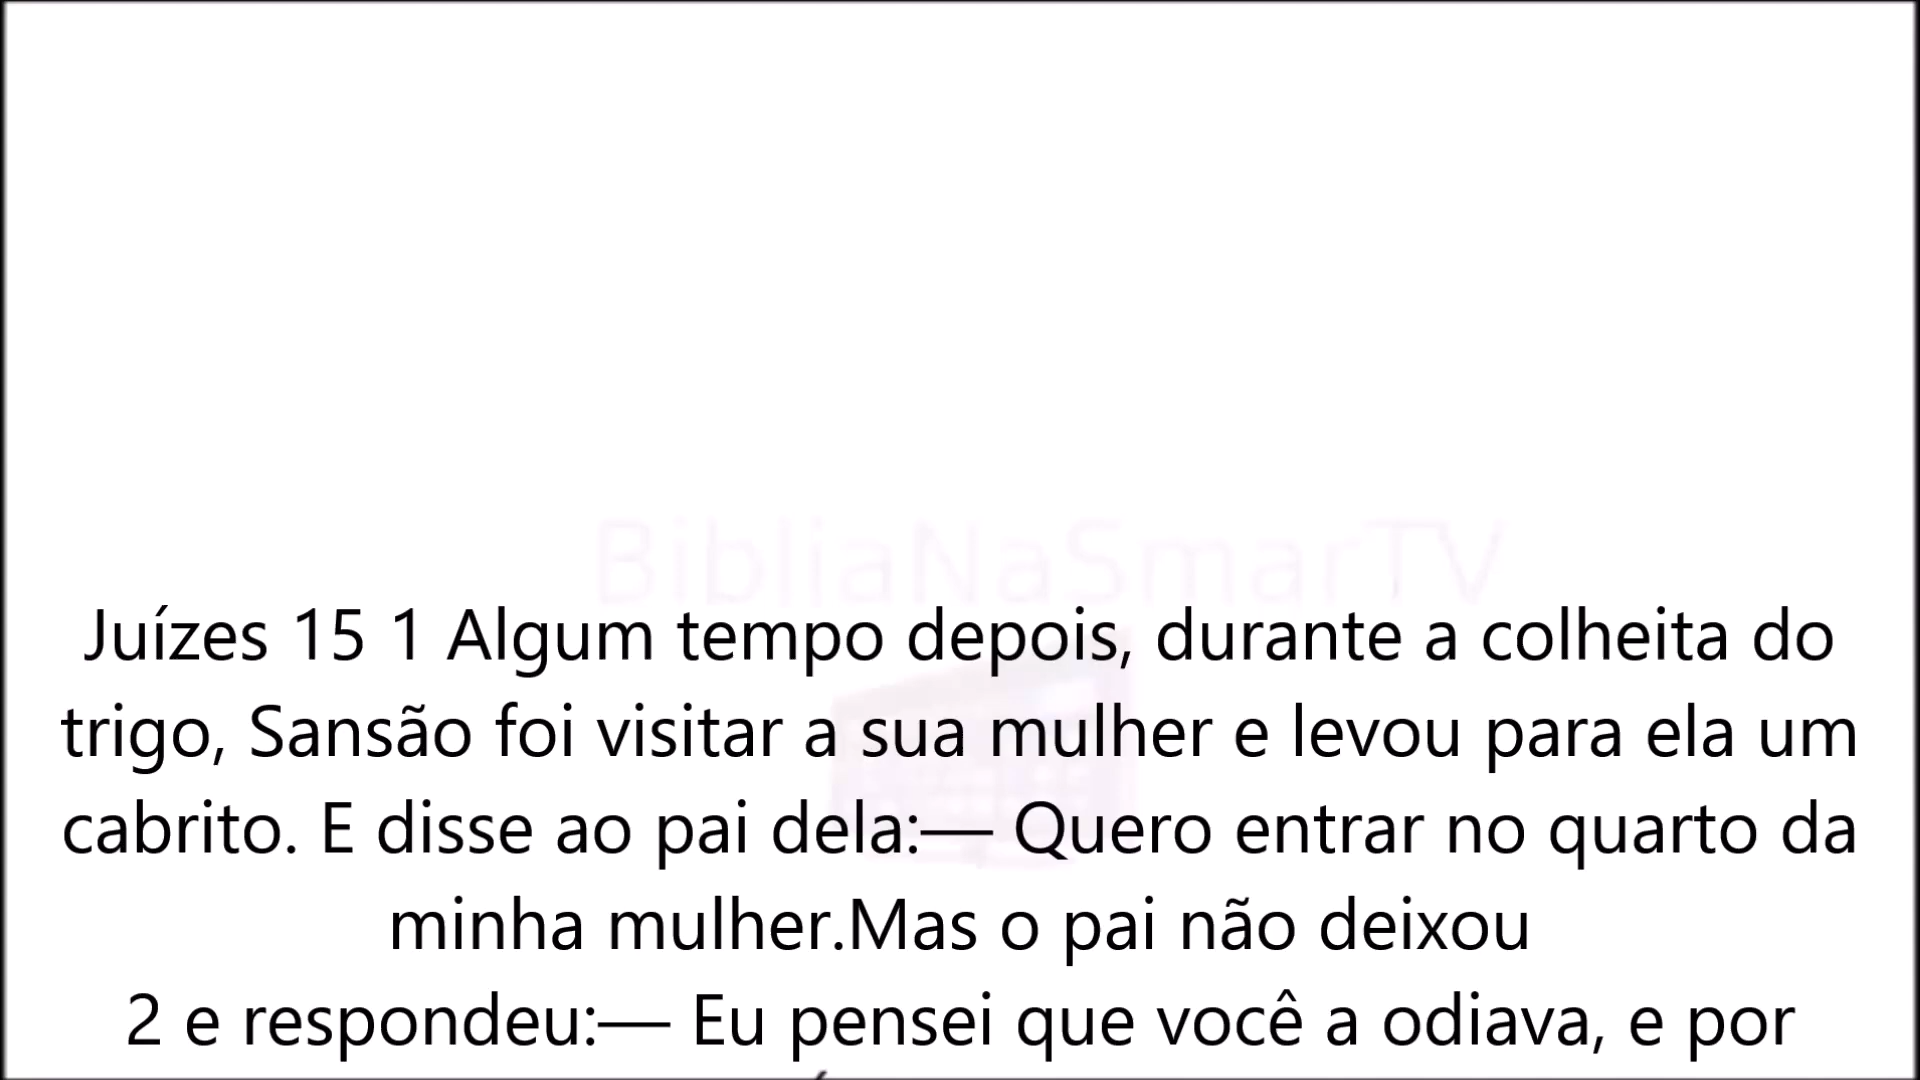 BibliaNaSmarTV
Juízes 15 1 Algum tempo depois, durante a colheita do
trigo, Sansão foi visitar a sua mulher e levou para ela um
cabrito. E disse ao pai dela:— Quero entrar no quarto da
minha mulher.Mas o pai não deixou
2 e respondeu:— Eu pensei que você a odiava, e por